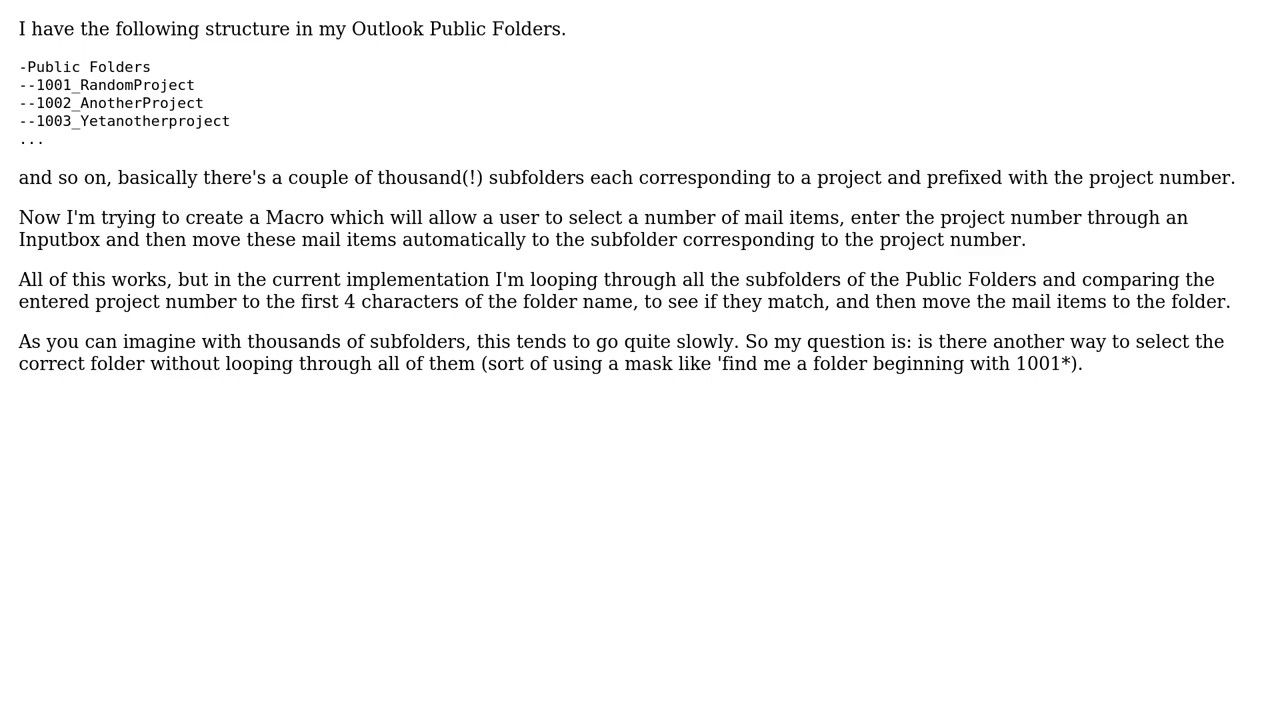 I have the following structure in my Outlook Public Folders.
-Public Folders
--1001_RandomProject
--1002_AnotherProject
--1003_Yetanotherproject
...
and so on, basically there's a couple of thousand(!) subfolders each corresponding to a project and prefixed with the project number.
Now I'm trying to create a Macro which will allow a user to select a number of mail items, enter the project number through an
Inputbox and then move these mail items automatically to the subfolder corresponding to the project number.
All of this works, but in the current implementation I'm looping through all the subfolders of the Public Folders and comparing the
entered project number to the first 4 characters of the folder name, to see if they match, and then move the mail items to the folder.
As you can imagine with thousands of subfolders, this tends to go quite slowly. So my question is: is there another way to select the
correct folder without looping through all of them (sort of using a mask like 'find me a folder beginning with 1001*).